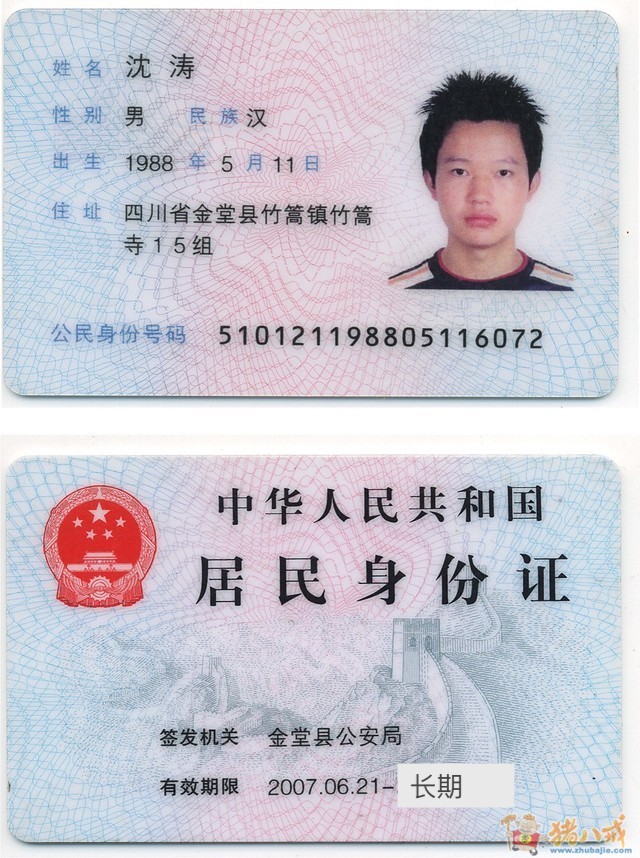 姓名 沈涛
性别 男 民族 汉
出生 1988 年 5 月 11 日
住址 四川省金堂县竹篙镇竹篙
寺15组
公民身份号码 510121198805116072
中华人民共和国
居民身份证
签发机关 金堂县公安局
有效期限 2007.06.21-长期
猪八戒
www.zhubajie.com